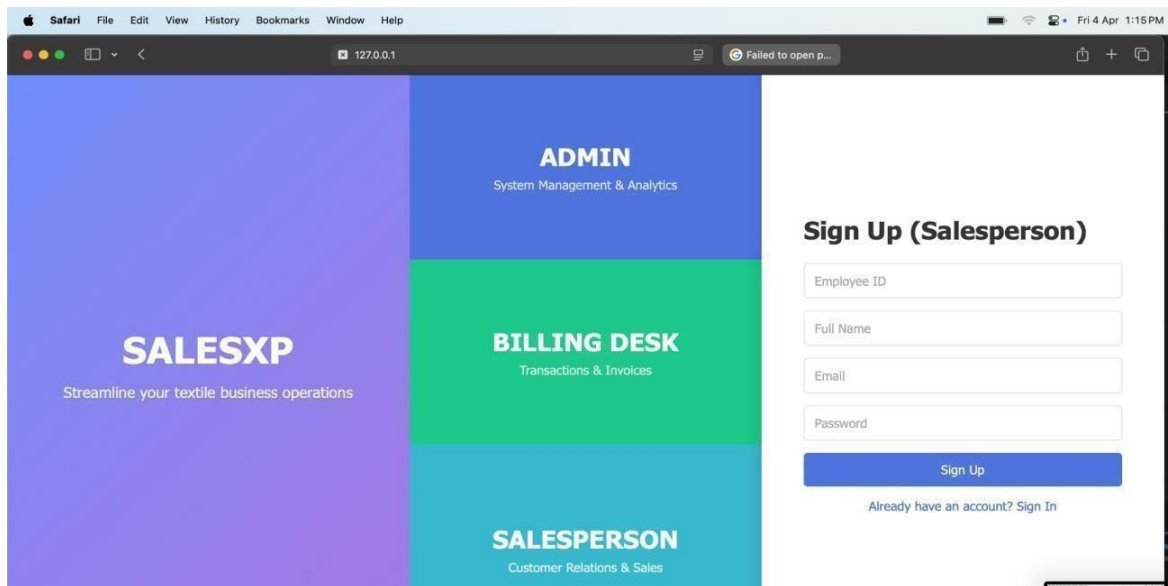 Safari File Edit View History Bookmarks Window Help Fri 4 Apr 1:15 PM
127.0.0.1 Failed to open p...
SALESXP
Streamline your textile business operations
ADMIN
System Management & Analytics
BILLING DESK
Transactions & Invoices
SALESPERSON
Customer Relations & Sales
Sign Up (Salesperson)
Employee ID
Full Name
Email
Password
Sign Up
Already have an account? Sign In